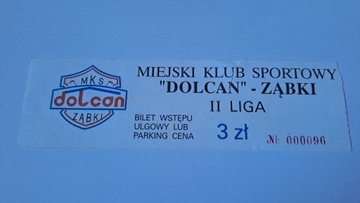 MKS
dolcan
ZĄBKI
MIEJSKI KLUB SPORTOWY
"DOLCAN" - ZĄBKI
II LIGA
BILET WSTĘPU
ULGOWY LUB
PARKING CENA
3 zł
№ 000096